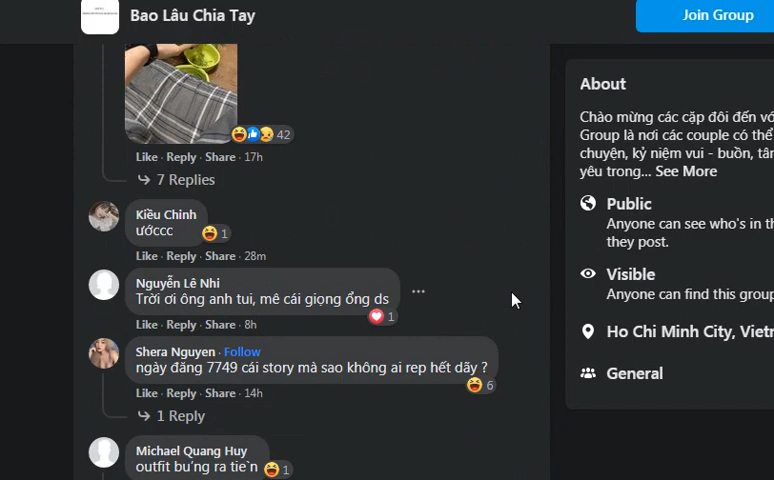 Bao Lâu Chia Tay
Join Group
42
Like · Reply · Share · 17h
7 Replies
Kiều Chinh
ướccc
1
Like · Reply · Share · 28m
Nguyễn Lê Nhi
Trời ơi ông anh tui, mê cái giọng ổng ds
1
Like · Reply · Share · 8h
Shera Nguyen · Follow
ngày đăng 7749 cái story mà sao không ai rep hết dãy ?
6
Like · Reply · Share · 14h
1 Reply
Michael Quang Huy
outfit bu’ng ra tie`n
1
About
Chào mừng các cặp đôi đến vớ
Group là nơi các couple có thể
chuyện, kỷ niệm vui - buồn, tâ
yêu trong... See More
Public
Anyone can see who's in th
they post.
Visible
Anyone can find this group
Ho Chi Minh City, Vietn
General